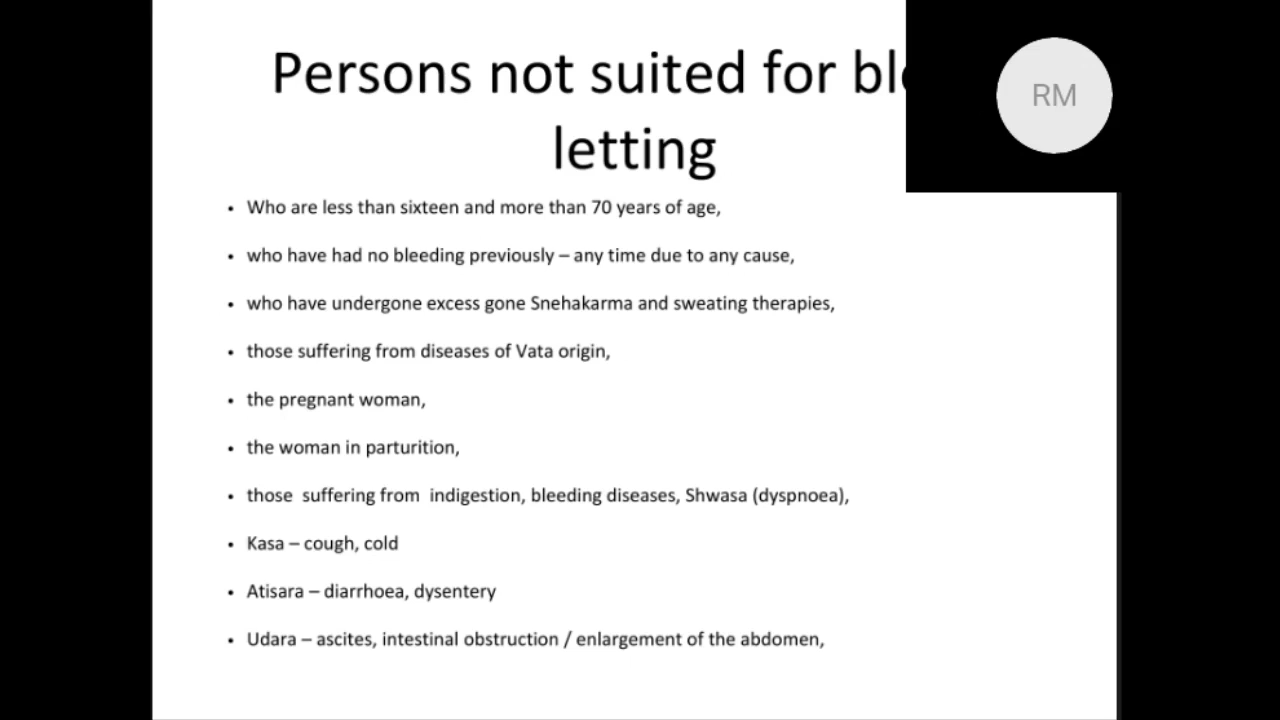 Persons not suited for
letting
RM
• Who are less than sixteen and more than 70 years of age,
• who have had no bleeding previously – any time due to any cause,
• who have undergone excess gone Snehakarma and sweating therapies,
• those suffering from diseases of Vata origin,
• the pregnant woman,
• the woman in parturition,
• those  suffering from  indigestion, bleeding diseases, Shwasa (dyspnoea),
• Kasa – cough, cold
• Atisara – diarrhoea, dysentery
• Udara – ascites, intestinal obstruction / enlargement of the abdomen,